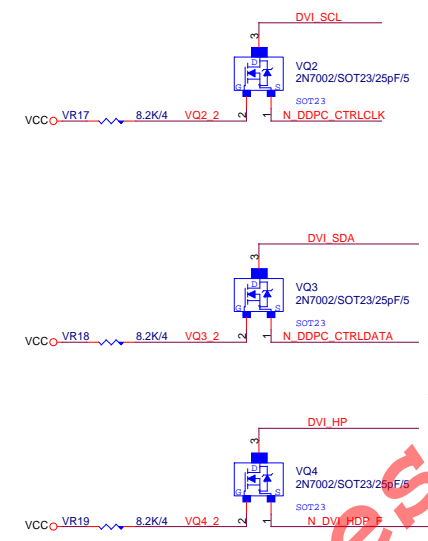 DVI_SCL
3
D
VQ2
2N7002/SOT23/25pF/5
G S
SOT23
VCC VR17 8.2K/4 VQ2_2 2 1 N_DDPC_CTRLCLK
DVI_SDA
3
D
VQ3
2N7002/SOT23/25pF/5
G S
SOT23
VCC VR18 8.2K/4 VQ3_2 2 1 N_DDPC_CTRLDATA
DVI_HP
3
D
VQ4
2N7002/SOT23/25pF/5
G S
SOT23
VCC VR19 8.2K/4 VQ4_2 2 1 N_DVI_HDP_F
es